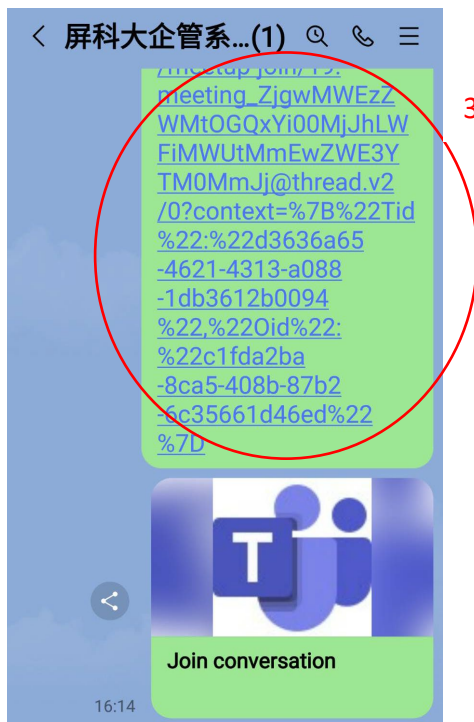 屏科大企管系...(1)
/meetup-join/19:
meeting_ZjgwMWEzZ
WMtOGQxYi00MjJhLW
FiMWUtMmEwZWE3Y
TM0MmJj@thread.v2
/0?context=%7B%22Tid
%22:%22d3636a65
-4621-4313-a088
-1db3612b0094
%22,%22Oid%22:
%22c1fda2ba
-8ca5-408b-87b2
-6c35661d46ed%22
%7D
3
T
Join conversation
16:14